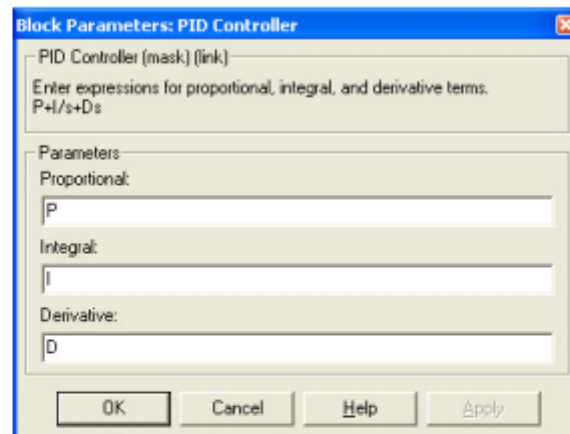 Block Parameters: PID Controller
PID Controller (mask) (link)
Enter expressions for proportional, integral, and derivative terms.
P+I/s+Ds
Parameters
Proportional:
P
Integral:
I
Derivative:
D
OK Cancel Help Apply